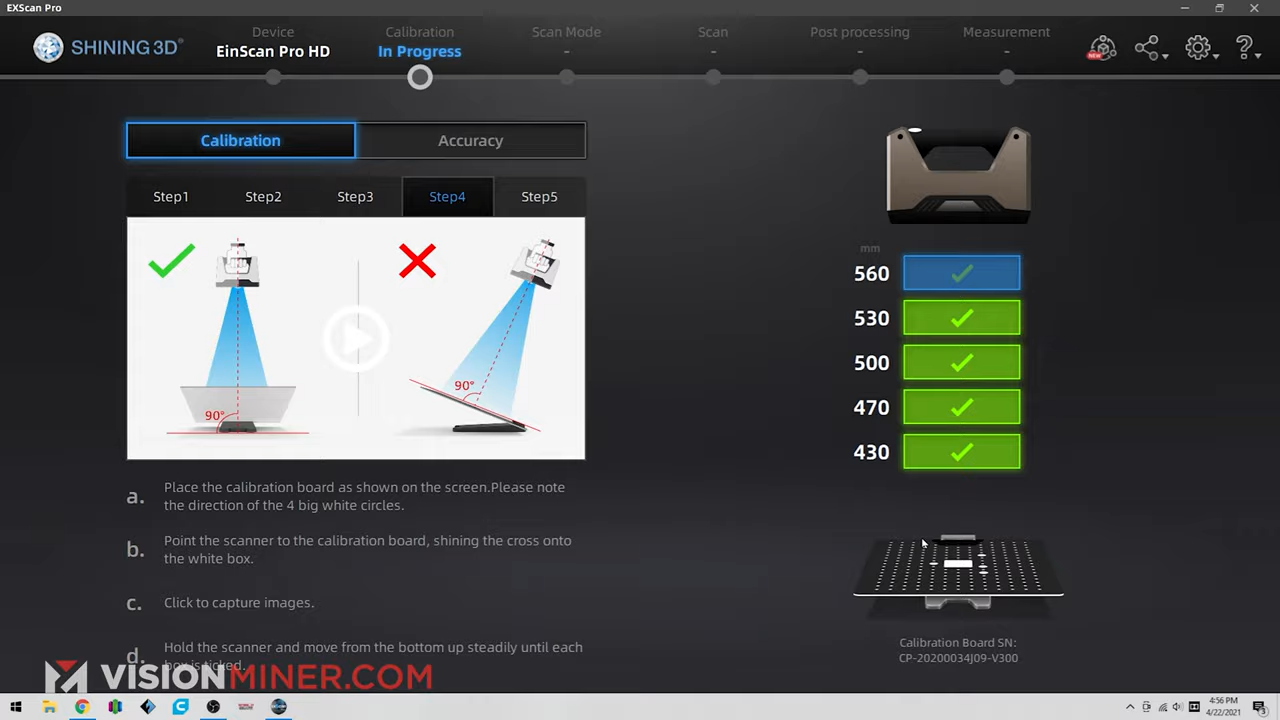 EXScan Pro
SHINING 3D®
Device
EinScan Pro HD
Calibration
In Progress
Scan Mode
-
Scan
-
Post processing
-
Measurement
-
NEW
Calibration
Accuracy
Step1
Step2
Step3
Step4
Step5
90°
90°
a. Place the calibration board as shown on the screen.Please note
the direction of the 4 big white circles.
b. Point the scanner to the calibration board, shining the cross onto
the white box.
c. Click to capture images.
d. Hold the scanner and move from the bottom up steadily until each
box is ticked.
mm
560
530
500
470
430
Calibration Board SN:
CP-20200034J09-V300
VISIONMINER.COM
4:56 PM
4/22/2021